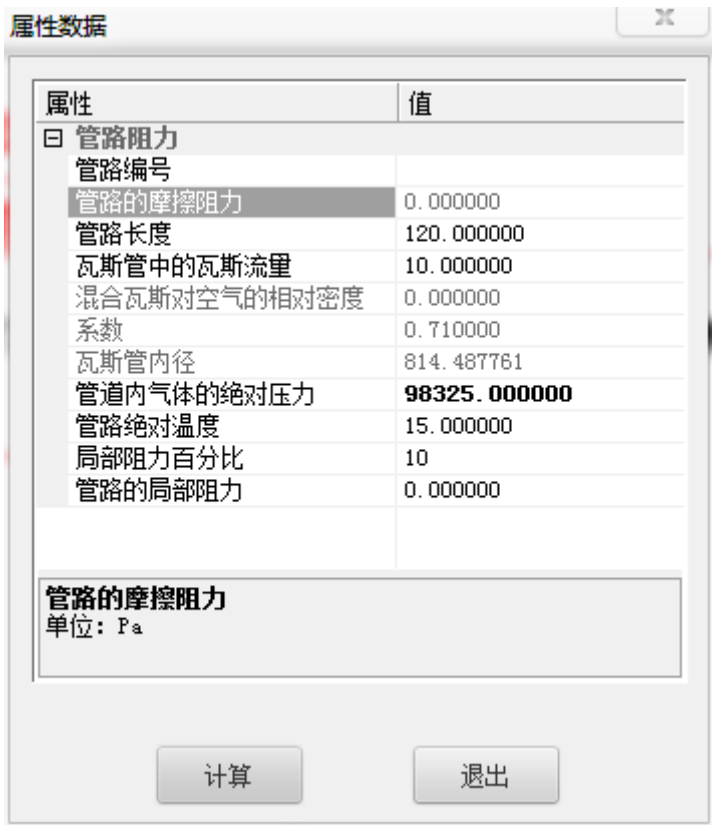 属性数据
属性 值
管路阻力
管路编号
管路的摩擦阻力 0.000000
管路长度 120.000000
瓦斯管中的瓦斯流量 10.000000
混合瓦斯对空气的相对密度 0.000000
系数 0.710000
瓦斯管内径 814.487761
管道内气体的绝对压力 98325.000000
管路绝对温度 15.000000
局部阻力百分比 10
管路的局部阻力 0.000000
管路的摩擦阻力
单位: Pa
计算 退出